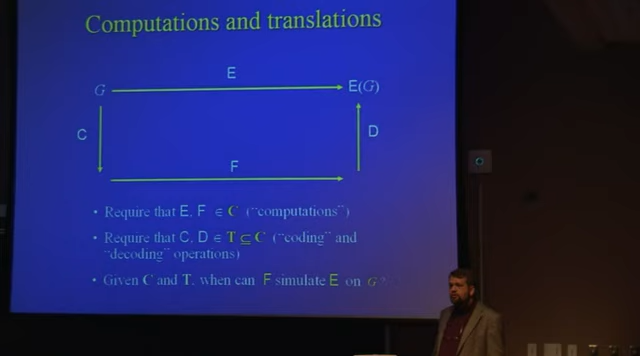 Computations and translations
E
G E(G)
C D
F
• Require that E, F ∈ C ("computations")
• Require that C, D ∈ T ⊆ C ("coding" and
"decoding" operations)
• Given C and T, when can F simulate E on G?